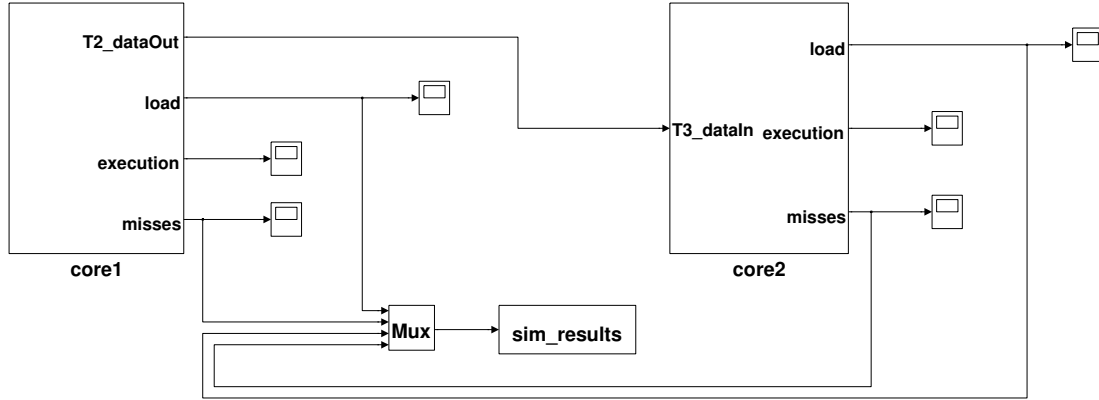 T2_dataOut
load
execution
misses
core1
load
T3_dataIn
execution
misses
core2
Mux
sim_results